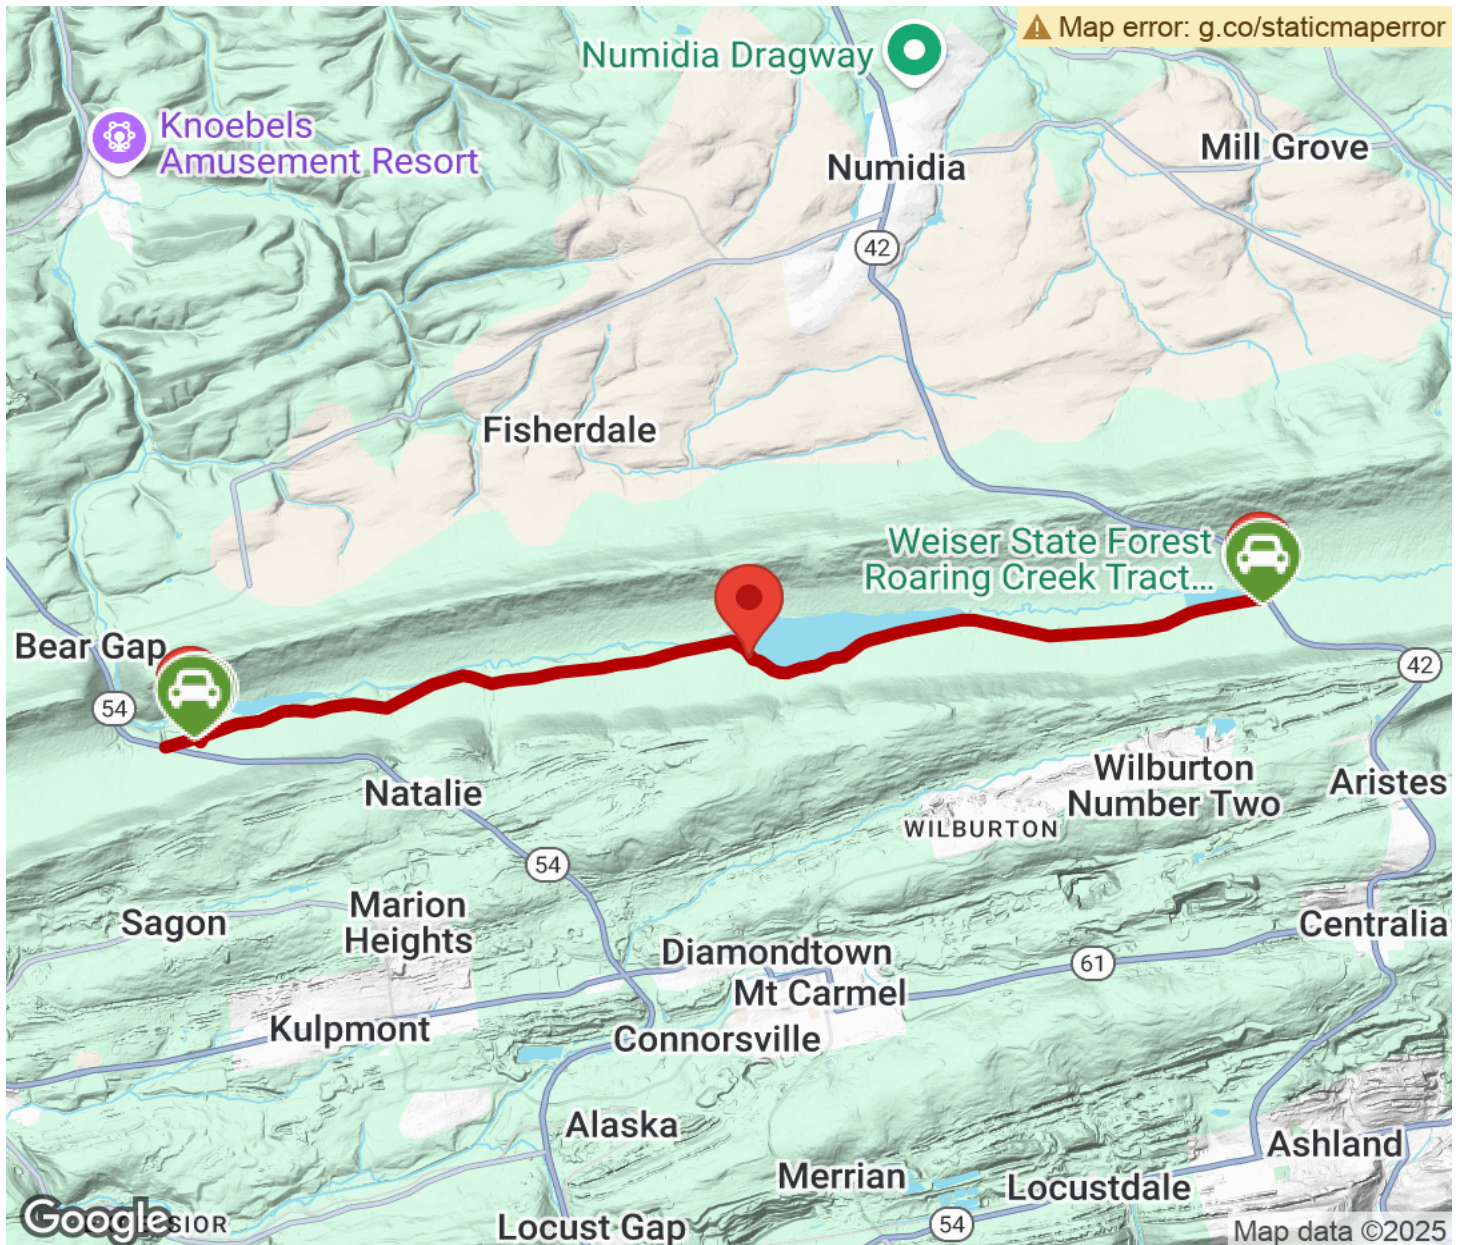 Map error: g.co/staticmaperror
Numidia Dragway
Knoebels
Amusement Resort
Mill Grove
Numidia
42
Fisherdale
Weiser State Forest
Roaring Creek Tract...
Bear Gap
42
54
Natalie
Wilburton
Number Two
Aristes
WILBURTON
54
Marion
Heights
Sagon
Centralia
Diamondtown
61
Mt Carmel
Kulpmont
Connorsville
Alaska
Ashland
Merrian
Locustdale
Google
Locust Gap
54
Map data ©2025